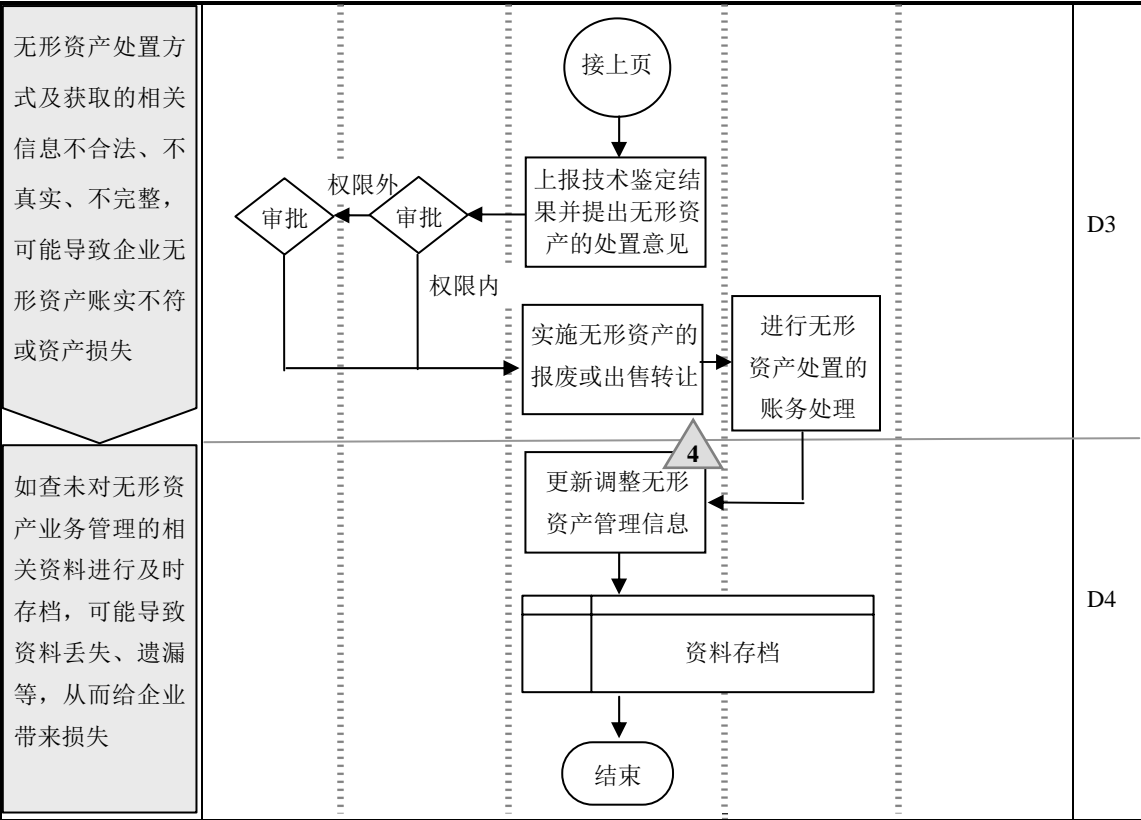 无形资产处置方
式及获取的相关
信息不合法、不
真实、不完整，
可能导致企业无
形资产账实不符
或资产损失
接上页
上报技术鉴定结
果并提出无形资
产的处置意见
权限外
审批
审批
权限内
D3
实施无形资产的
报废或出售转让
进行无形
资产处置的
账务处理
如查未对无形资
产业务管理的相
关资料进行及时
存档，可能导致
资料丢失、遗漏
等，从而给企业
带来损失
4
更新调整无形
资产管理信息
D4
资料存档
结束